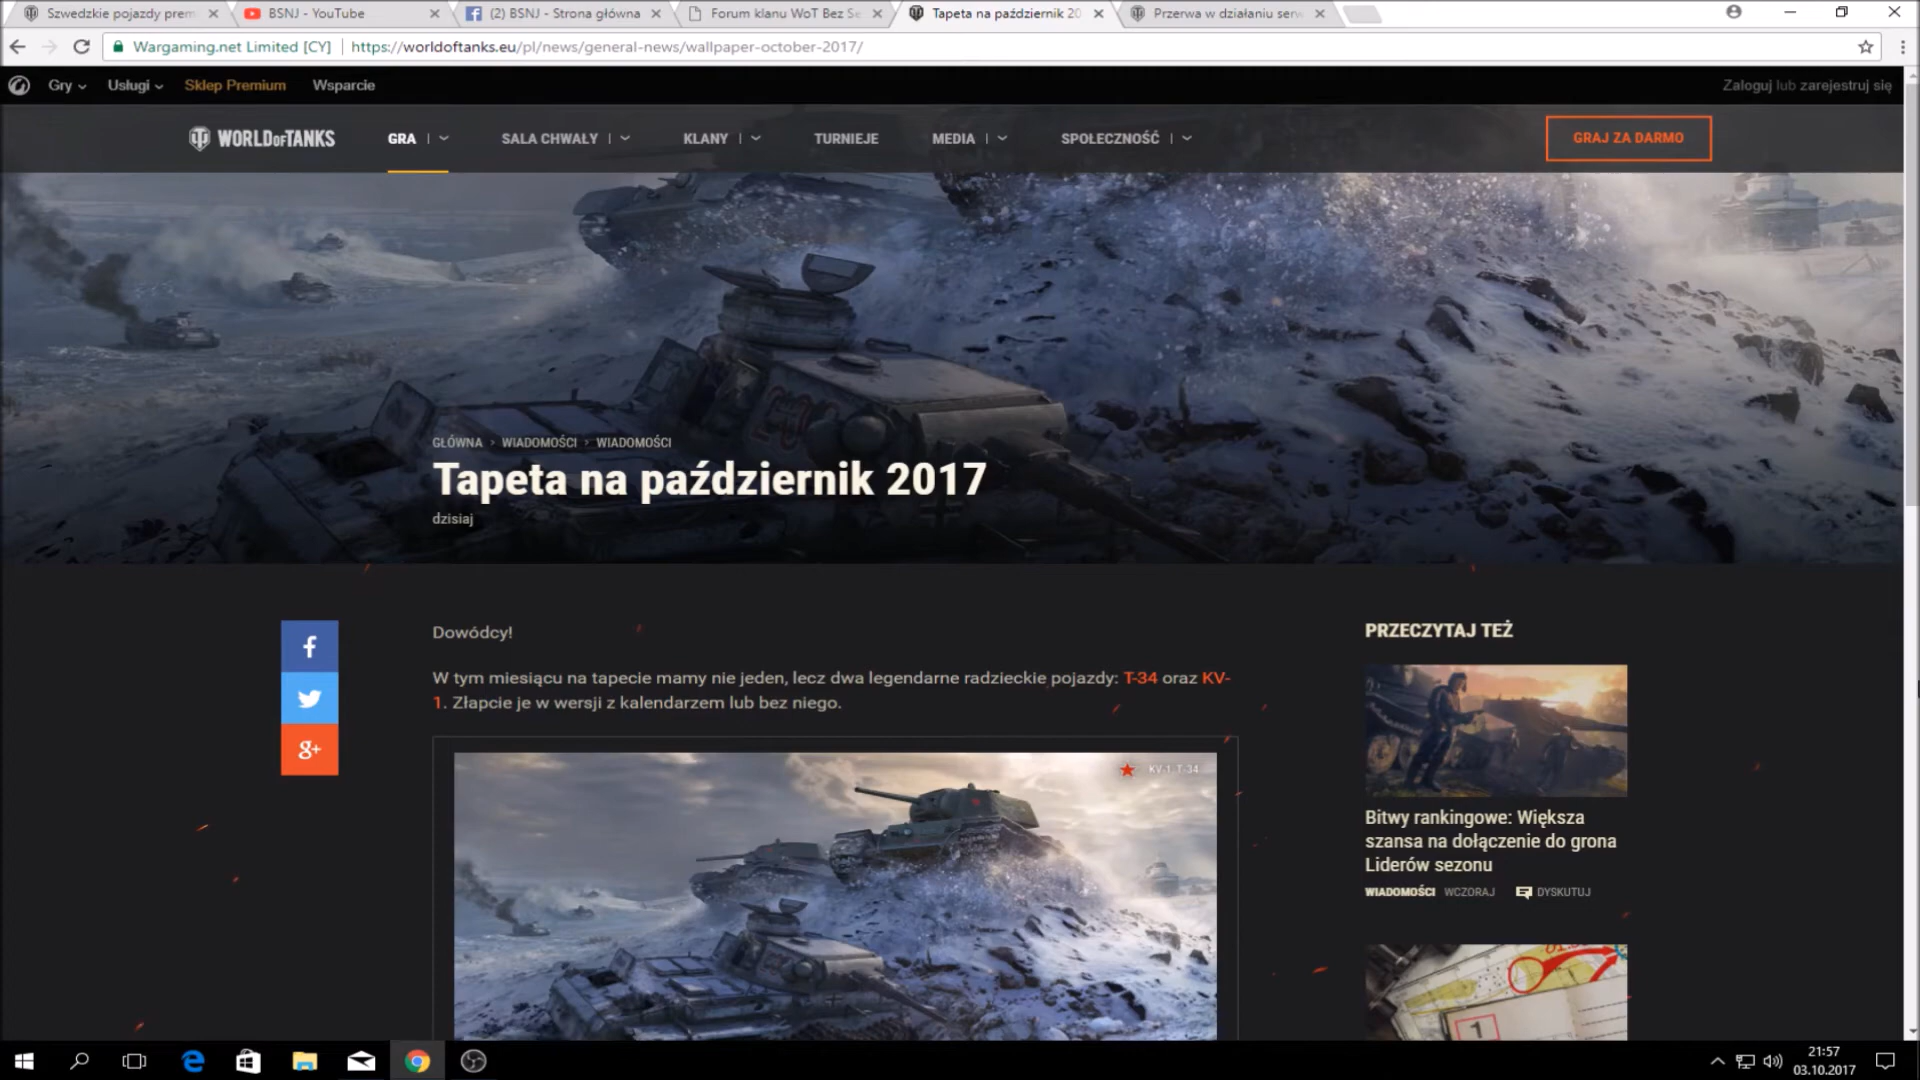 Szwedzkie pojazdy prem
BSNJ - YouTube
(2) BSNJ - Strona główna
Forum klanu WoT Bez Se
Tapeta na październik 20
Przerwa w działaniu serw
Wargaming.net Limited [CY]
https://worldoftanks.eu/pl/news/general-news/wallpaper-october-2017/
Gry
Usługi
Sklep Premium
Wsparcie
Zaloguj lub zarejestruj się
WORLD OF TANKS
GRA
SALA CHWAŁY
KLANY
TURNIEJE
MEDIA
SPOŁECZNOŚĆ
GRAJ ZA DARMO
GŁÓWNA > WIADOMOŚCI > WIADOMOŚCI
Tapeta na październik 2017
dzisiaj
Dowódcy!
W tym miesiącu na tapecie mamy nie jeden, lecz dwa legendarne radzieckie pojazdy: T-34 oraz KV-
1. Złapcie je w wersji z kalendarzem lub bez niego.
KV-1, T-34
PRZECZYTAJ TEŻ
Bitwy rankingowe: Większa
szansa na dołączenie do grona
Liderów sezonu
WIADOMOŚCI WCZORAJ DYSKUTUJ
1
21:57
03.10.2017